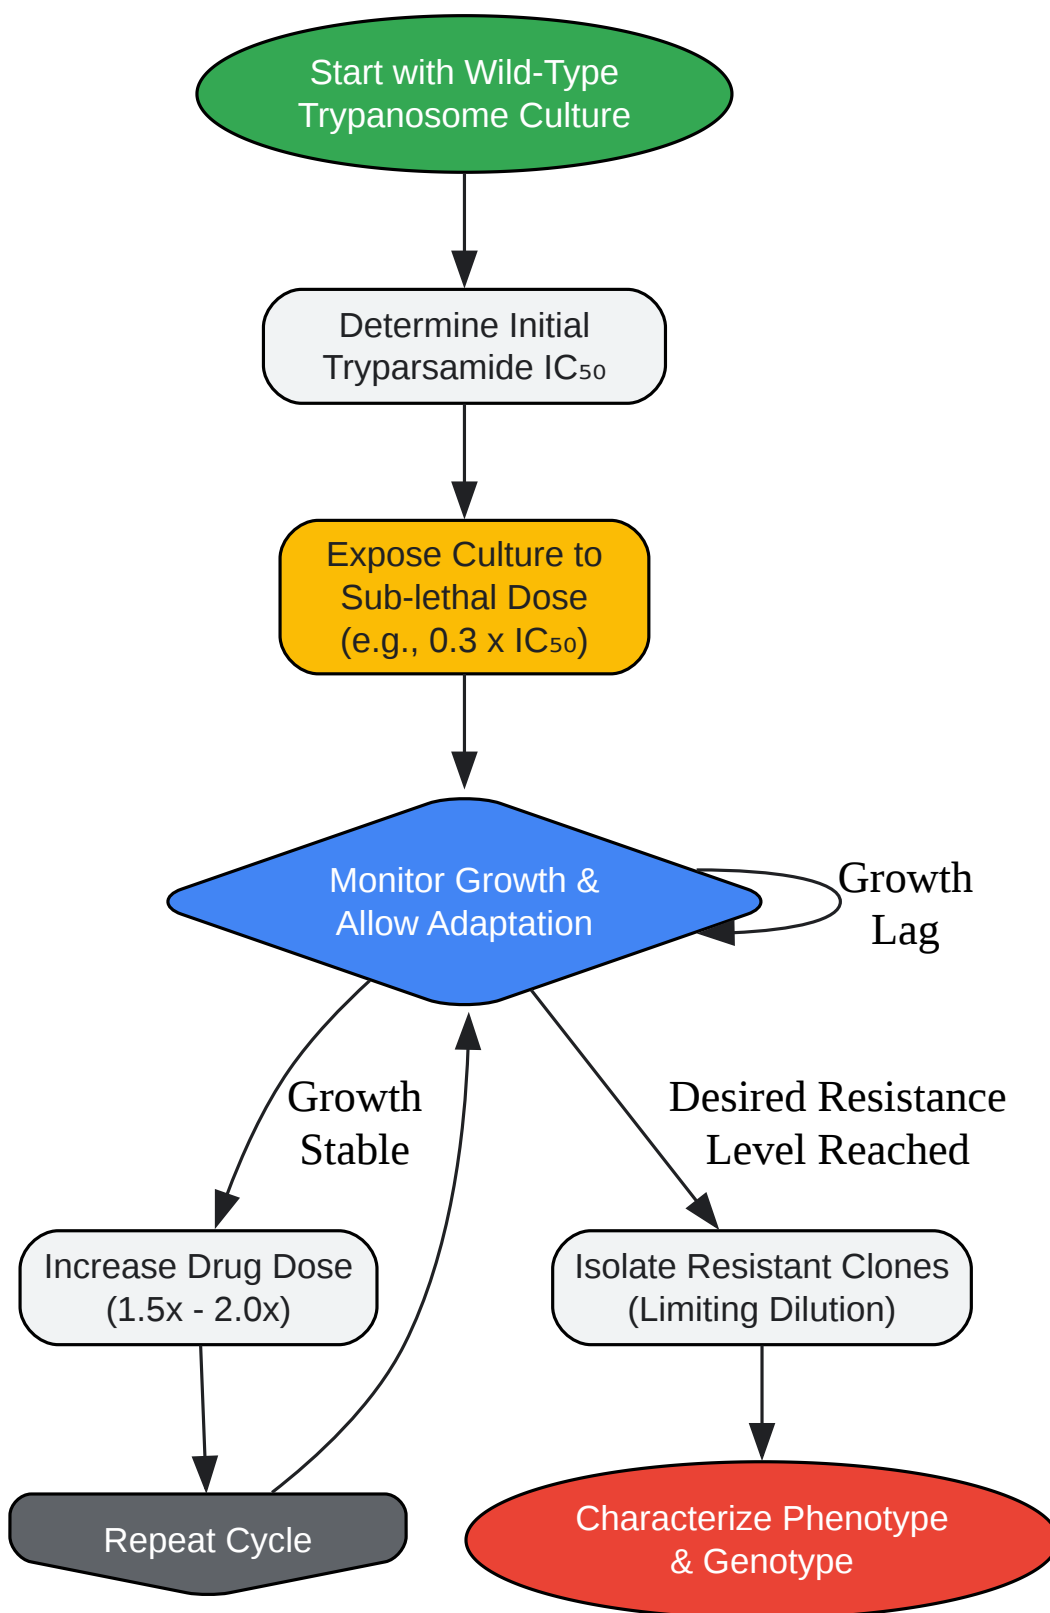 Start with Wild-Type
Trypanosome Culture
Determine Initial
Tryparsamide IC₅₀
Expose Culture to
Sub-lethal Dose
(e.g., 0.3 x IC₅₀)
Monitor Growth &
Allow Adaptation
Growth
Lag
Growth
Stable
Desired Resistance
Level Reached
Increase Drug Dose
(1.5x - 2.0x)
Isolate Resistant Clones
(Limiting Dilution)
Repeat Cycle
Characterize Phenotype
& Genotype